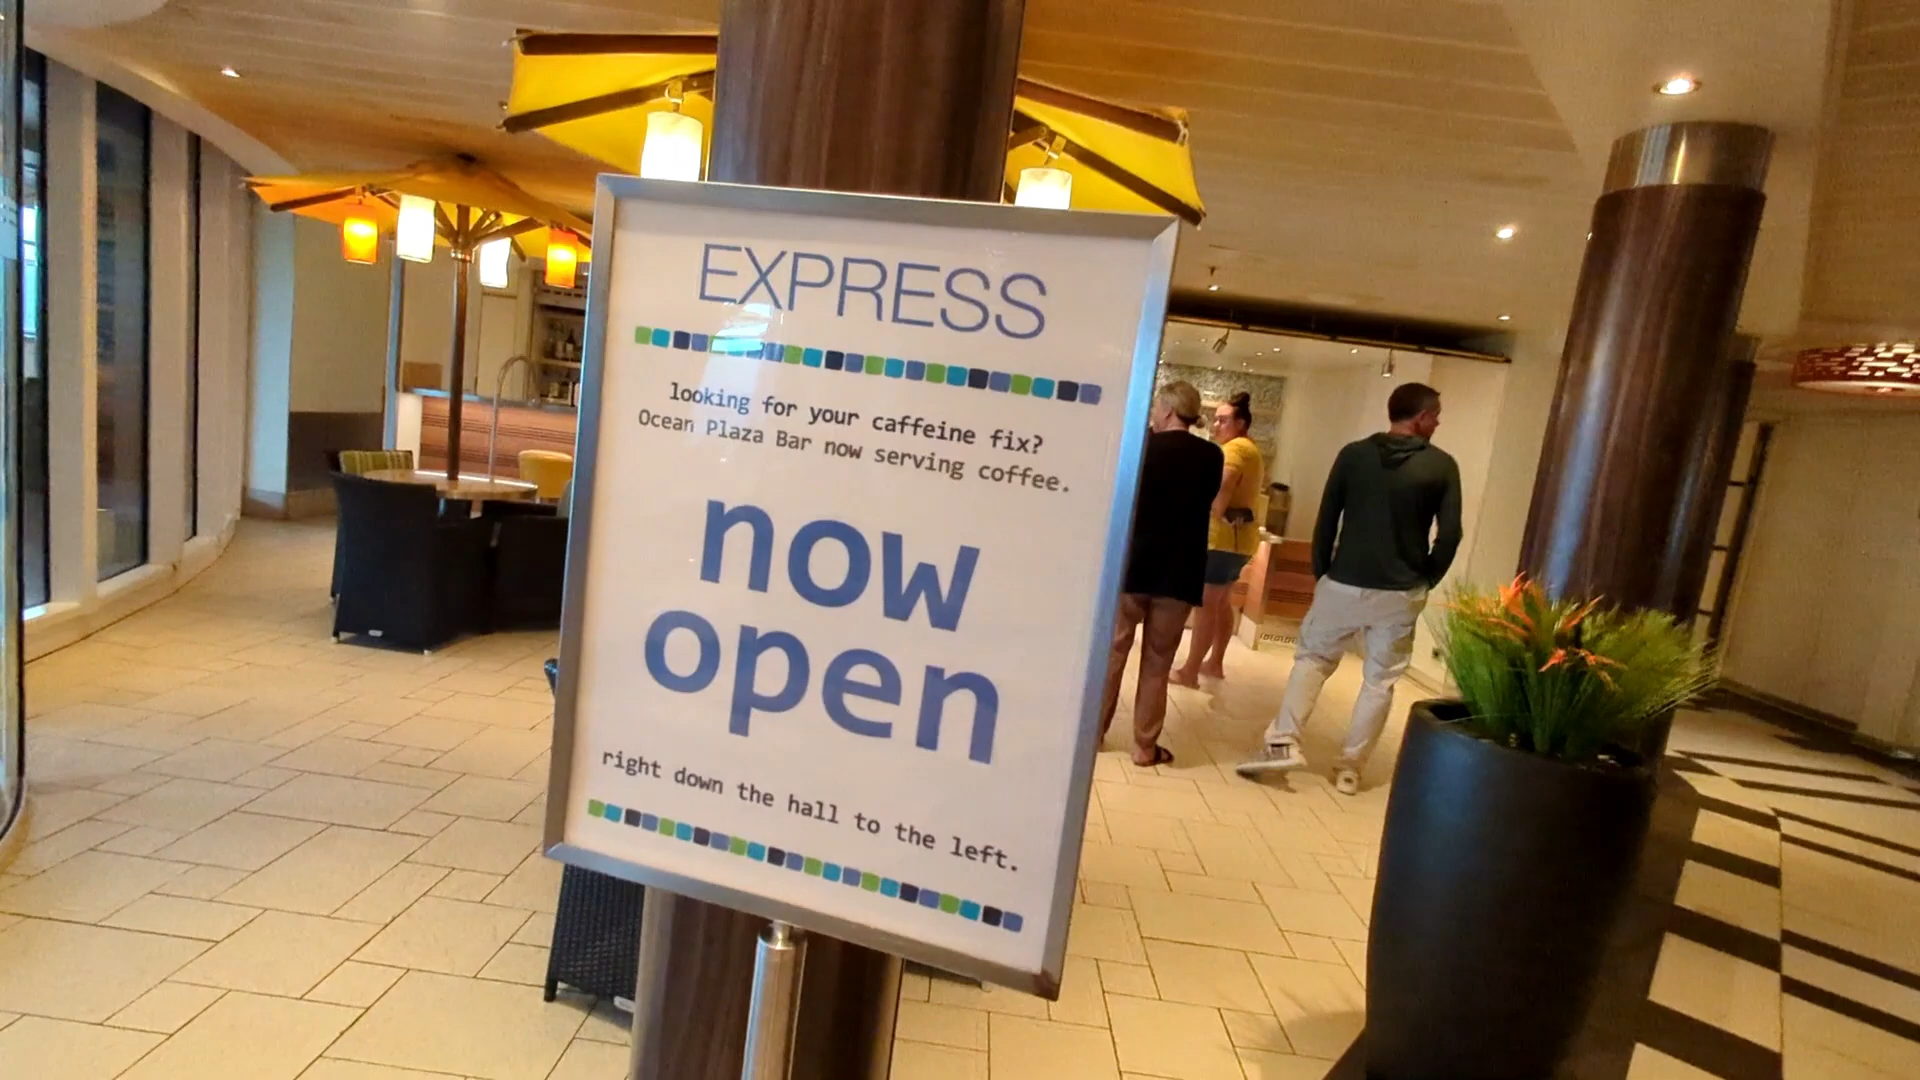 EXPRESS
looking for your caffeine fix?
Ocean Plaza Bar now serving coffee.
now
open
right down the hall to the left.